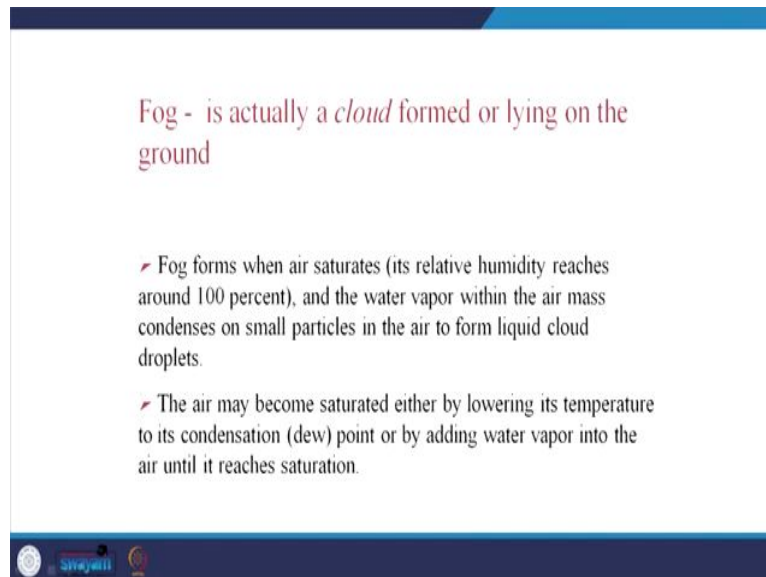 Fog - is actually a cloud formed or lying on the
ground
Fog forms when air saturates (its relative humidity reaches
around 100 percent), and the water vapor within the air mass
condenses on small particles in the air to form liquid cloud
droplets.
The air may become saturated either by lowering its temperature
to its condensation (dew) point or by adding water vapor into the
air until it reaches saturation.
swayam